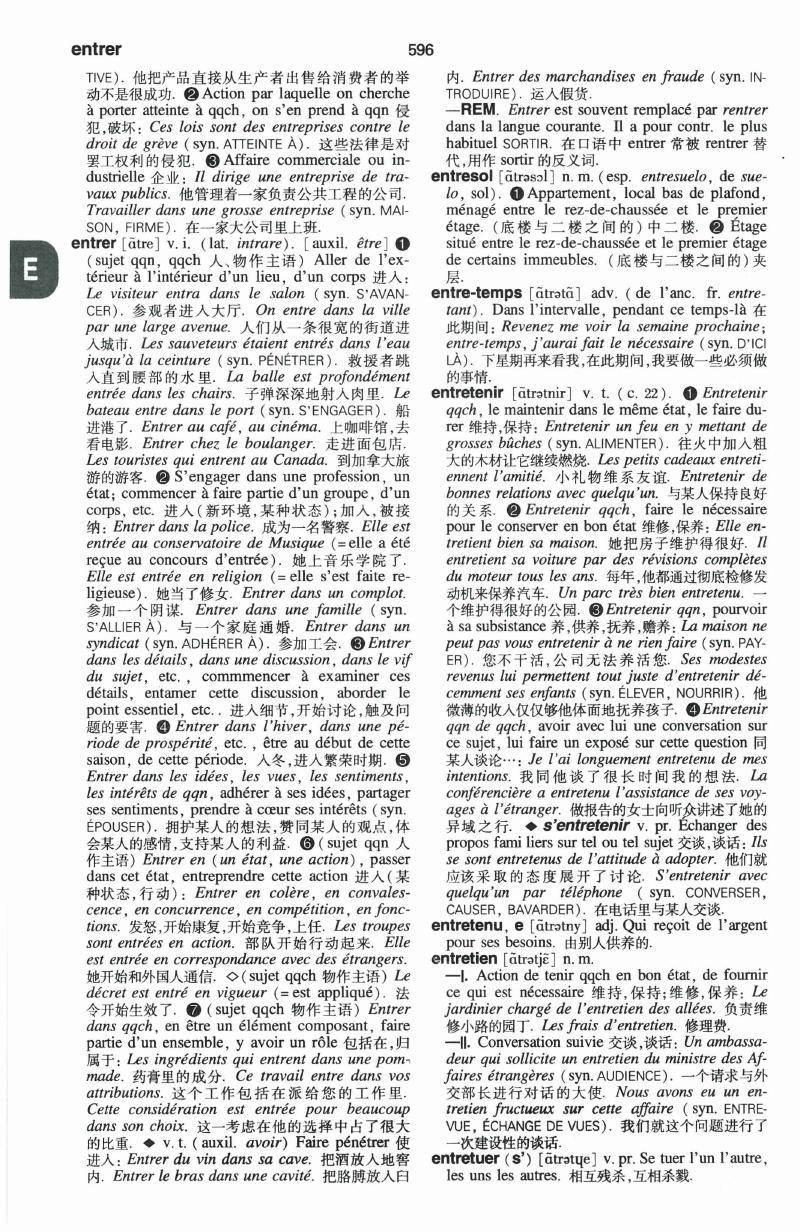 entrer
596
TIVE). 他把产品直接从生产者出售给消费者的举
动不是很成功. ❷ Action par laquelle on cherche
à porter atteinte à qqch, on s'en prend à qqn 侵
犯,破坏: Ces lois sont des entreprises contre le
droit de grève (syn. ATTEINTE À). 这些法律是对
罢工权利的侵犯. ❸ Affaire commerciale ou in-
dustrielle 企业: Il dirige une entreprise de tra-
vaux publics. 他管理着一家负责公共工程的公司.
Travailler dans une grosse entreprise (syn. MAI-
SON, FIRME). 在一家大公司里上班.
entrer [ɑ̃tre] v. i. (lat. intrare). [auxil. être] ❶
(sujet qqn, qqch 人、物作主语) Aller de l'ex-
térieur à l'intérieur d'un lieu, d'un corps 进入:
Le visiteur entra dans le salon (syn. S'AVAN-
CER). 参观者进入大厅. On entre dans la ville
par une large avenue. 人们从一条很宽的街道进
入城市. Les sauveteurs étaient entrés dans l'eau
jusqu'à la ceinture (syn. PÉNÉTRER). 救援者跳
入直到腰部的水里. La balle est profondément
entrée dans les chairs. 子弹深深地射入肉里. Le
bateau entre dans le port (syn. S'ENGAGER). 船
进港了. Entrer au café, au cinéma. 上咖啡馆,去
看电影. Entrer chez le boulanger. 走进面包店.
Les touristes qui entrent au Canada. 到加拿大旅
游的游客. ❷ S'engager dans une profession, un
état; commencer à faire partie d'un groupe, d'un
corps, etc. 进入(新环境,某种状态);加入,被接
纳: Entrer dans la police. 成为一名警察. Elle est
entrée au conservatoire de Musique (= elle a été
reçue au concours d'entrée). 她上音乐学院了.
Elle est entrée en religion (= elle s'est faite re-
ligieuse). 她当了修女. Entrer dans un complot.
参加一个阴谋. Entrer dans une famille (syn.
S'ALLIER À). 与一个家庭通婚. Entrer dans un
syndicat (syn. ADHÉRER À). 参加工会. ❸ Entrer
dans les détails, dans une discussion, dans le vif
du sujet, etc., commmencer à examiner ces
détails, entamer cette discussion, aborder le
point essentiel, etc.. 进入细节,开始讨论,触及问
题的要害. ❹ Entrer dans l'hiver, dans une pé-
riode de prospérité, etc., être au début de cette
saison, de cette période. 入冬,进入繁荣时期. ❺
Entrer dans les idées, les vues, les sentiments,
les intérêts de qqn, adhérer à ses idées, partager
ses sentiments, prendre à cœur ses intérêts (syn.
ÉPOUSER). 拥护某人的想法,赞同某人的观点,体
会某人的感情,支持某人的利益. ❻ (sujet qqn 人
作主语) Entrer en (un état, une action), passer
dans cet état, entreprendre cette action 进入(某
种状态,行动): Entrer en colère, en convales-
cence, en concurrence, en compétition, en fonc-
tions. 发怒,开始康复,开始竞争,上任. Les troupes
sont entrées en action. 部队开始行动起来. Elle
est entrée en correspondance avec des étrangers.
她开始和外国人通信. ◇(sujet qqch 物作主语) Le
décret est entré en vigueur (= est appliqué). 法
令开始生效了. ❼ (sujet qqch 物作主语) Entrer
dans qqch, en être un élément composant, faire
partie d'un ensemble, y avoir un rôle 包括在,归
属于: Les ingrédients qui entrent dans une pom-
made. 药膏里的成分. Ce travail entre dans vos
attributions. 这个工作包括在派给您的工作里.
Cette considération est entrée pour beaucoup
dans son choix. 这一考虑在他的选择中占了很大
的比重. ◆ v. t. (auxil. avoir) Faire pénétrer 使
进入: Entrer du vin dans sa cave. 把酒放入地窖
内. Entrer le bras dans une cavité. 把胳膊放入臼
E
内. Entrer des marchandises en fraude (syn. IN-
TRODUIRE). 运入假货.
—REM. Entrer est souvent remplacé par rentrer
dans la langue courante. Il a pour contr. le plus
habituel SORTIR. 在口语中 entrer 常被 rentrer 替
代,用作 sortir 的反义词.
entresol [ɑ̃trəsɔl] n. m. (esp. entresuelo, de sue-
lo, sol). ❶ Appartement, local bas de plafond,
ménagé entre le rez-de-chaussée et le premier
étage. (底楼与二楼之间的)中二楼. ❷ Étage
situé entre le rez-de-chaussée et le premier étage
de certains immeubles. (底楼与二楼之间的)夹
层.
entre-temps [ɑ̃trətɑ̃] adv. (de l'anc. fr. entre-
tant). Dans l'intervalle, pendant ce temps-là 在
此期间: Revenez me voir la semaine prochaine;
entre-temps, j'aurai fait le nécessaire (syn. D'ICI
LÀ). 下星期再来看我,在此期间,我要做一些必须做
的事情.
entretenir [ɑ̃trətnir] v. t. (c. 22). ❶ Entretenir
qqch, le maintenir dans le même état, le faire du-
rer 维持,保持: Entretenir un feu en y mettant de
grosses bûches (syn. ALIMENTER). 往火中加入粗
大的木材让它继续燃烧. Les petits cadeaux entreti-
ennent l'amitié. 小礼物维系友谊. Entretenir de
bonnes relations avec quelqu'un. 与某人保持良好
的关系. ❷ Entretenir qqch, faire le nécessaire
pour le conserver en bon état 维修,保养: Elle en-
tretient bien sa maison. 她把房子维护得很好. Il
entretient sa voiture par des révisions complètes
du moteur tous les ans. 每年,他都通过彻底检修发
动机来保养汽车. Un parc très bien entretenu. 一
个维护得很好的公园. ❸ Entretenir qqn, pourvoir
à sa subsistance 养,供养,抚养,赡养: La maison ne
peut pas vous entretenir à ne rien faire (syn. PAY-
ER). 您不干活,公司无法养活您. Ses modestes
revenus lui permettent tout juste d'entretenir dé-
cemment ses enfants (syn. ÉLEVER, NOURRIR). 他
微薄的收入仅仅够他体面地抚养孩子. ❹ Entretenir
qqn de qqch, avoir avec lui une conversation sur
ce sujet, lui faire un exposé sur cette question 同
某人谈论…: Je l'ai longuement entretenu de mes
intentions. 我同他谈了很长时间我的想法. La
conférencière a entretenu l'assistance de ses voy-
ages à l'étranger. 做报告的女士向听众讲述了她的
异域之行. ◆ s'entretenir v. pr. Échanger des
propos fami liers sur tel ou tel sujet 交谈,谈话: Ils
se sont entretenus de l'attitude à adopter. 他们就
应该采取的态度展开了讨论. S'entretenir avec
quelqu'un par téléphone ( syn. CONVERSER,
CAUSER, BAVARDER). 在电话里与某人交谈.
entretenu, e [ɑ̃trətny] adj. Qui reçoit de l'argent
pour ses besoins. 由别人供养的.
entretien [ɑ̃trətjɛ̃] n. m.
—I. Action de tenir qqch en bon état, de fournir
ce qui est nécessaire 维持,保持;维修,保养: Le
jardinier chargé de l'entretien des allées. 负责维
修小路的园丁. Les frais d'entretien. 修理费.
—II. Conversation suivie 交谈,谈话: Un ambassa-
deur qui sollicite un entretien du ministre des Af-
faires étrangères (syn. AUDIENCE). 一个请求与外
交部长进行对话的大使. Nous avons eu un en-
tretien fructueux sur cette affaire (syn. ENTRE-
VUE, ÉCHANGE DE VUES). 我们就这个问题进行了
一次建设性的谈话.
entretuer (s') [ɑ̃trətɥe] v. pr. Se tuer l'un l'autre,
les uns les autres. 相互残杀,互相杀戮.